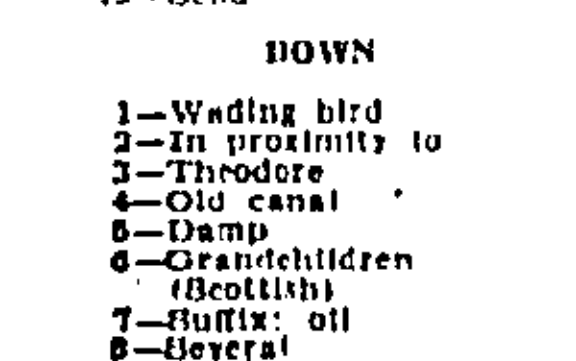 DOWN
1—Wading bird
2—In proximity to
3—Theodore
4—Old canal
5—Damp
6—Grandchildren
(Scottish)
7—Suffix: oil
8—Several